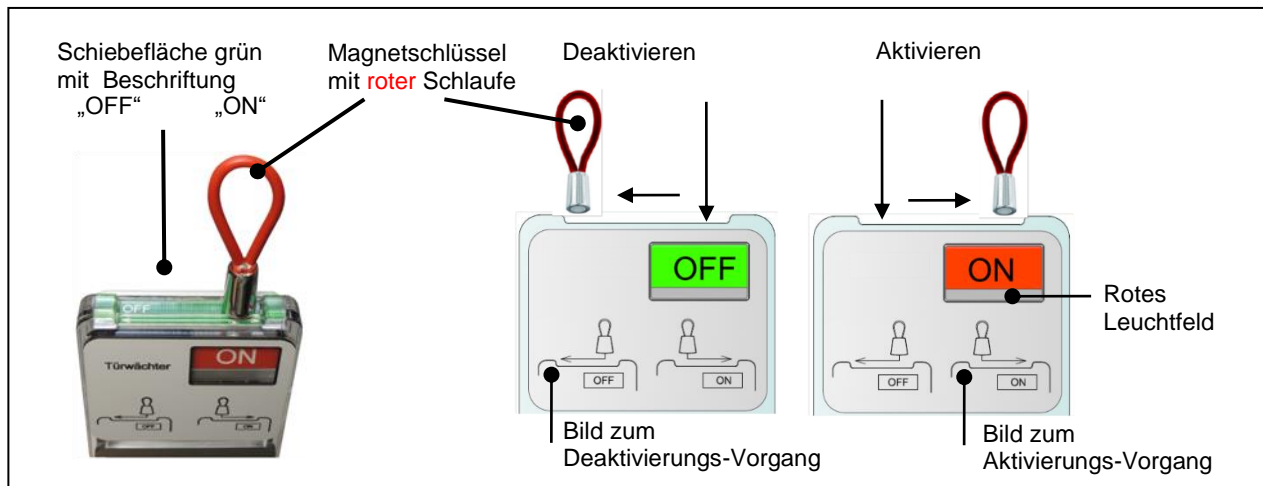 Schiebefläche grün
mit Beschriftung
„OFF“ „ON“
Magnetschlüssel
mit roter Schlaufe
Deaktivieren
Aktivieren
OFF
ON
Türwächter
OFF
ON
OFF
OFF
ON
ON
OFF
ON
Rotes
Leuchtfeld
Bild zum
Deaktivierungs-Vorgang
Bild zum
Aktivierungs-Vorgang